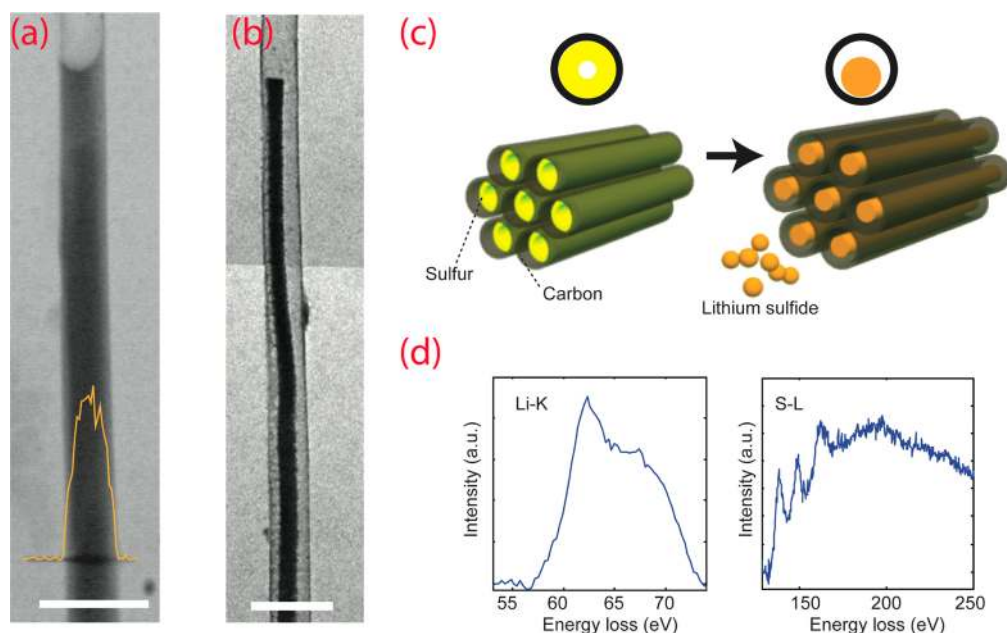 (a)
(b)
(c)
Sulfur
Carbon
Lithium sulfide
(d)
Li-K
Intensity (a.u.)
55 60 65 70
Energy loss (eV)
S-L
Intensity (a.u.)
150 200 250
Energy loss (eV)